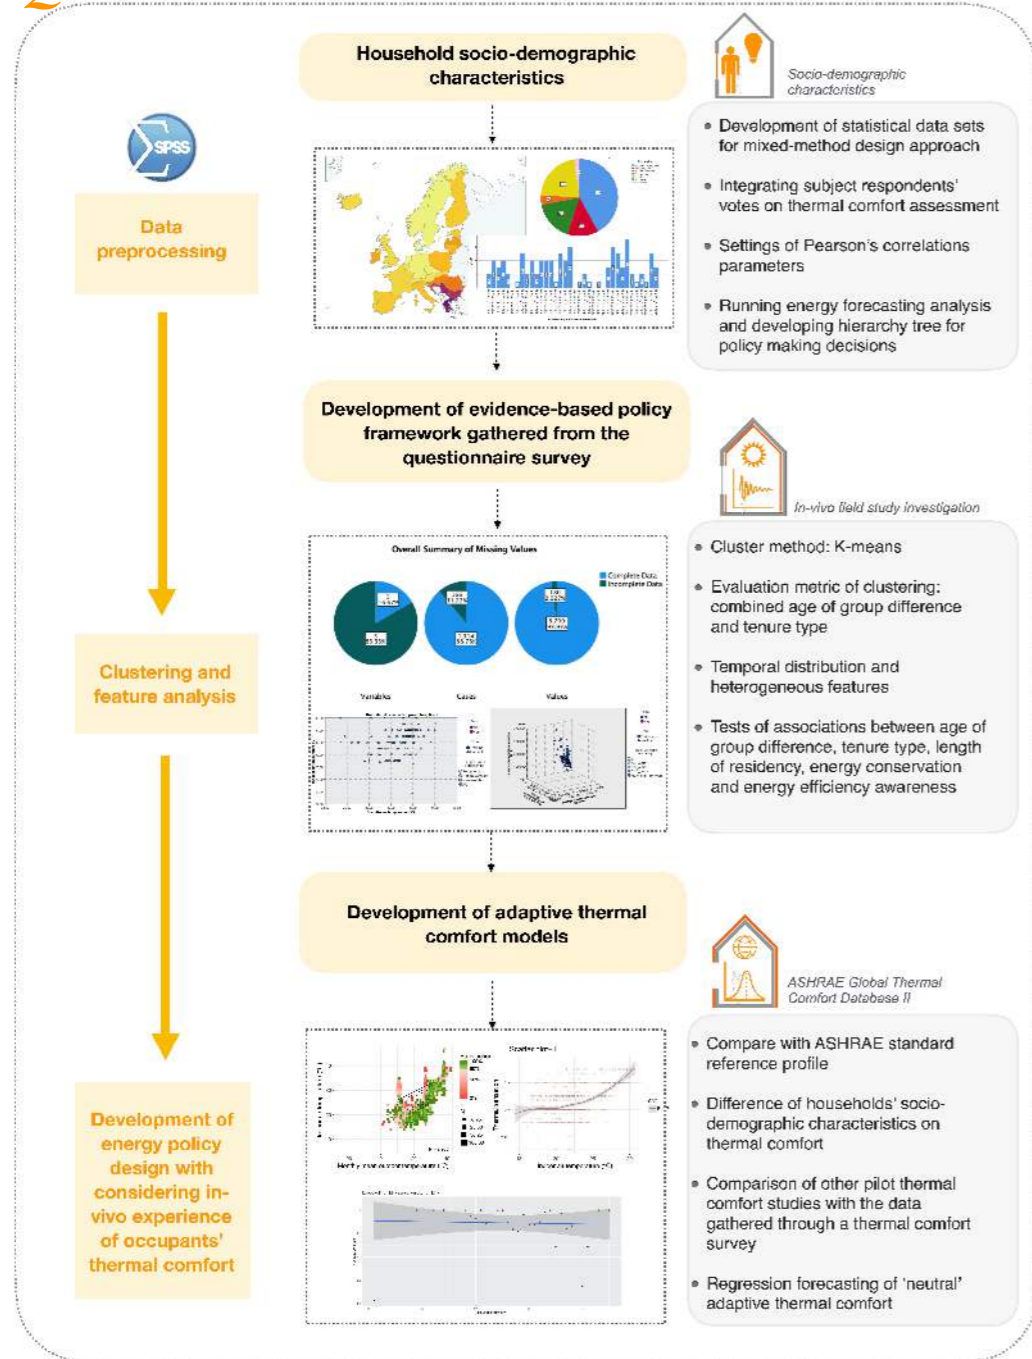 Household socio-demographic
characteristics
Socio-demographic
characteristics
SPSS
Data
preprocessing
Development of statistical data sets
for mixed-method design approach
Integrating subject respondents'
votes on thermal comfort assessment
Settings of Pearson's correlations
parameters
Running energy forecasting analysis
and developing hierarchy tree for
policy making decisions
Development of evidence-based policy
framework gathered from the
questionnaire survey
In-vivo field study investigation
Overall Summary of Missing Values
Complete Data
Incomplete Data
Variables
Cases
Values
Clustering and
feature analysis
Cluster method: K-means
Evaluation metric of clustering:
combined age of group difference
and tenure type
Temporal distribution and
heterogeneous features
Tests of associations between age of
group difference, tenure type, length
of residency, energy conservation
and energy efficiency awareness
Development of adaptive thermal
comfort models
ASHRAE Global Thermal
Comfort Database II
Development of
energy policy
design with
considering in-
vivo experience
of occupants'
thermal comfort
Monthly mean outdoor temperature
Compare with ASHRAE standard
reference profile
Difference of households' socio-
demographic characteristics on
thermal comfort
Comparison of other pilot thermal
comfort studies with the data
gathered through a thermal comfort
survey
Regression forecasting of 'neutral'
adaptive thermal comfort